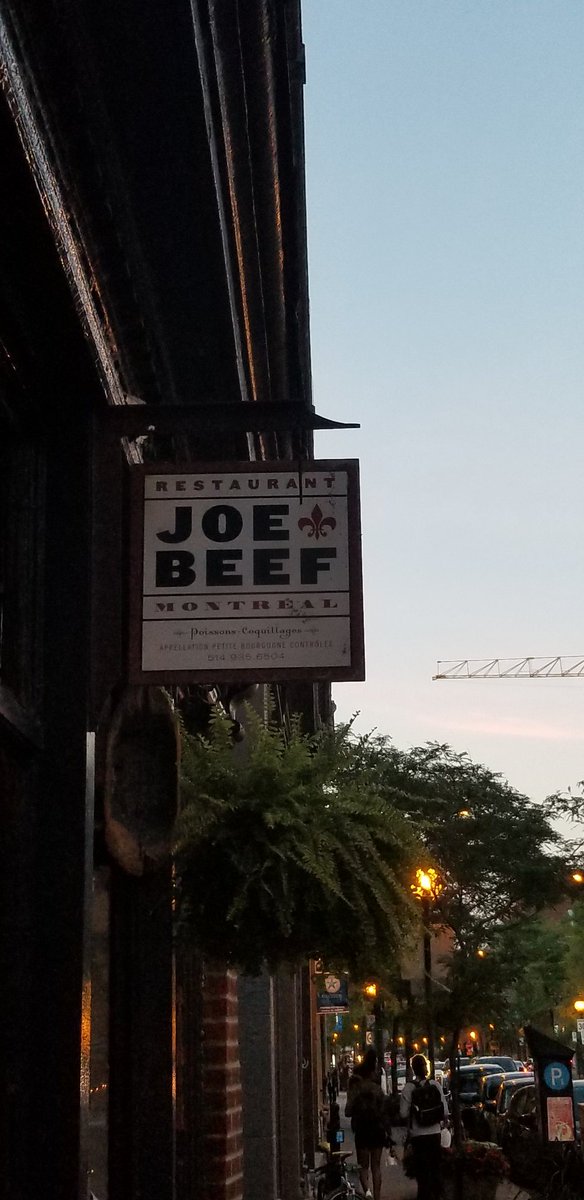 RESTAURANT
JOE
BEEF
MONTRÉAL
Poissons-Coquillages
APPELLATION PETITE BOURGOGNE CONTRÔLÉE
514 935 6504
P